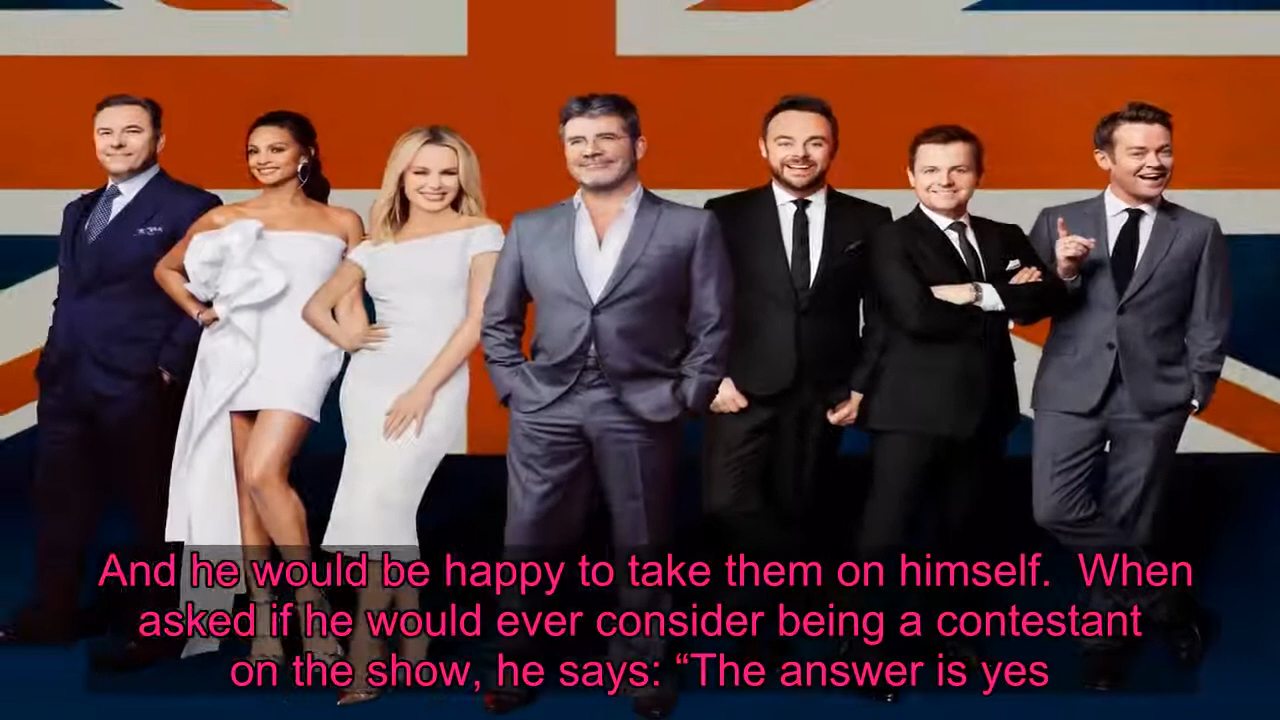 And he would be happy to take them on himself.  When
asked if he would ever consider being a contestant
on the show, he says: “The answer is yes